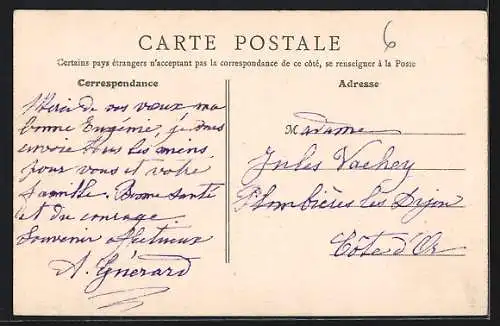 CARTE POSTALE
6
Certains pays étrangers n'acceptant pas la correspondance de ce côté, se renseigner à la Poste
Correspondance
Merci de vos vœux ma
bonne Eugénie, je vous
envoie tous les miens
pour vous et votre
famille. Bonne santé
et du courage.
Souvenir affectueux
A. Guérard
Adresse
Madame
Jules Vachey
Plombières les Dijon
Côte d'Or